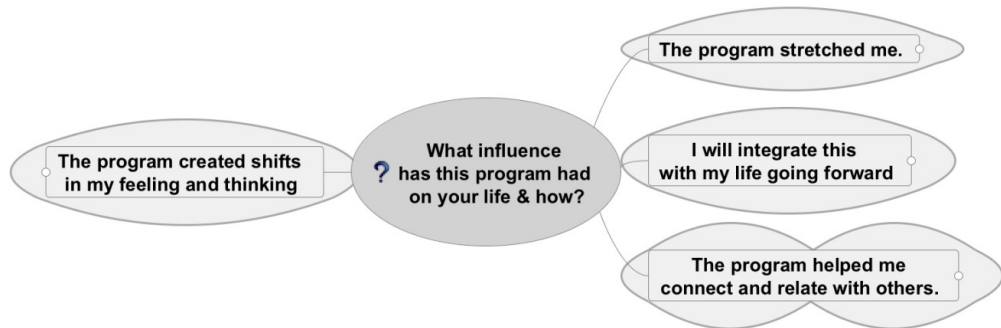 The program stretched me.
What influence
has this program had
on your life & how?
?
The program created shifts
in my feeling and thinking
I will integrate this
with my life going forward
The program helped me
connect and relate with others.